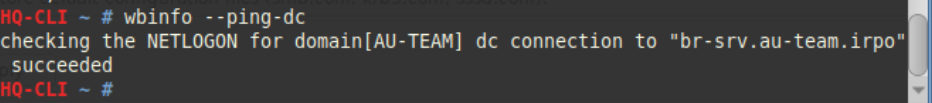 HQ-CLI ~ # wbinfo --ping-dc
checking the NETLOGON for domain[AU-TEAM] dc connection to "br-srv.au-team.irpo"
 succeeded
HQ-CLI ~ #